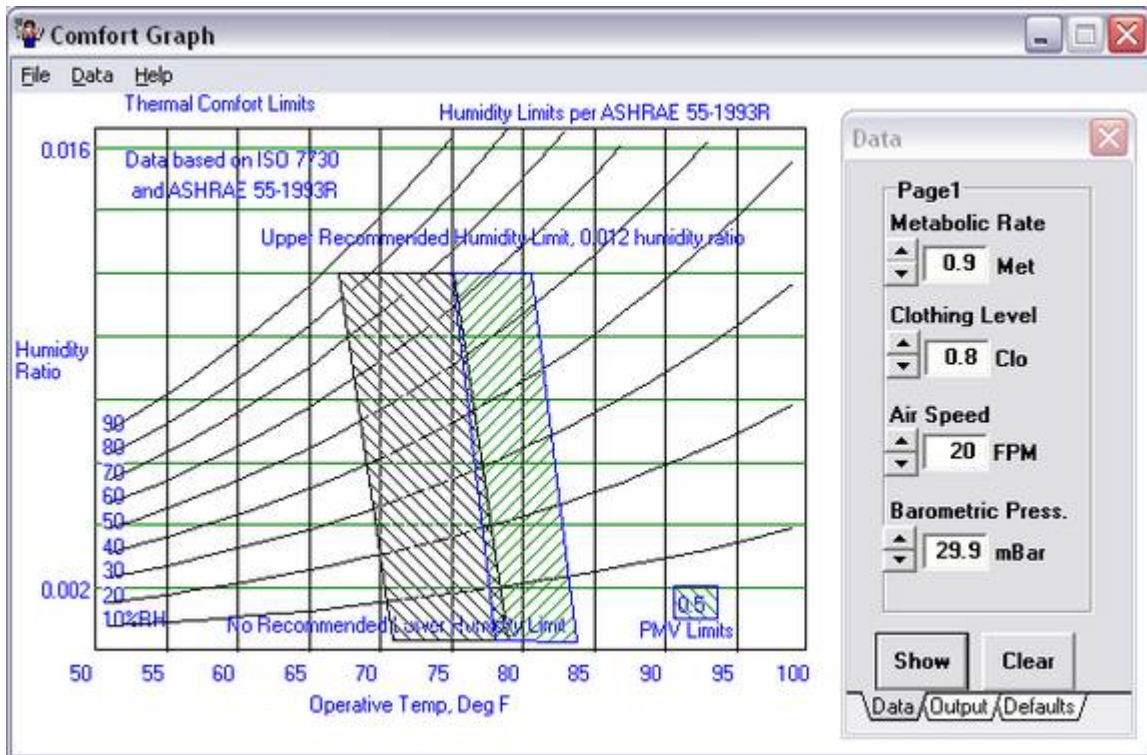 Comfort Graph
File Data Help
Thermal Comfort Limits
Humidity Limits per ASHRAE 55-1993R
0.016
Data based on ISO 7730
and ASHRAE 55-1993R
Upper Recommended Humidity Limit, 0.012 humidity ratio
Humidity
Ratio
90
80
70
60
50
40
30
20
10%RH
0.002
No Recommended Lower Humidity Limit
0.5
PMV Limits
50 55 60 65 70 75 80 85 90 95 100
Operative Temp, Deg F
Data
Page1
Metabolic Rate
0.9 Met
Clothing Level
0.8 Clo
Air Speed
20 FPM
Barometric Press.
29.9 mBar
Show Clear
Data Output Defaults